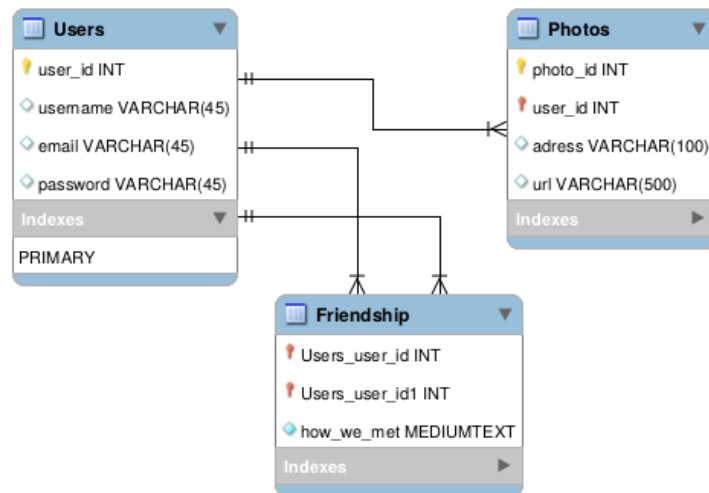 Users
user_id INT
username VARCHAR(45)
email VARCHAR(45)
password VARCHAR(45)
Indexes
PRIMARY
Photos
photo_id INT
user_id INT
adress VARCHAR(100)
url VARCHAR(500)
Indexes
Friendship
Users_user_id INT
Users_user_id1 INT
how_we_met MEDIUMTEXT
Indexes